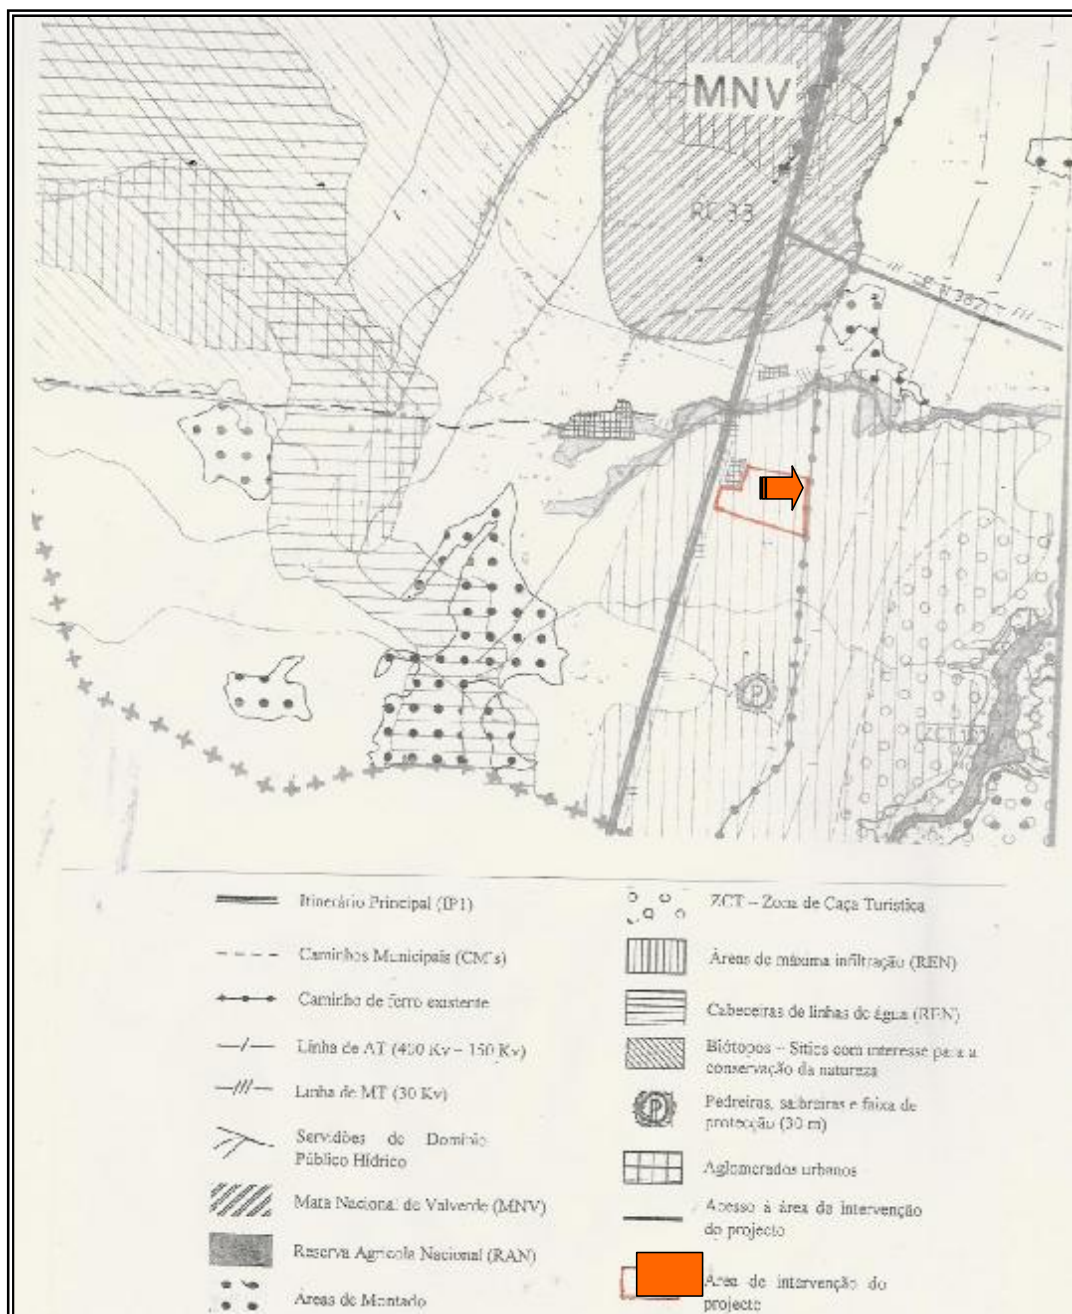 MNV
RC 33
ZCT 103
P
Itinerário Principal (IP1)
Caminhos Municipais (CM's)
Caminho de ferro existente
Linha de AT (400 Kv – 150 Kv)
Linha de MT (30 Kv)
Servidões do Domínio
Público Hídrico
Mata Nacional de Valverde (MNV)
Reserva Agrícola Nacional (RAN)
Áreas de Montado
ZCT – Zona de Caça Turística
Áreas de máxima infiltração (REN)
Cabeceiras de linhas de água (REN)
Biótopos – Sítios com interesse para a
conservação da natureza
P
Pedreiras, saibreiras e faixa de
protecção (30 m)
Aglomerados urbanos
Acesso à área da intervenção
do projecto
Área de intervenção do
projecto